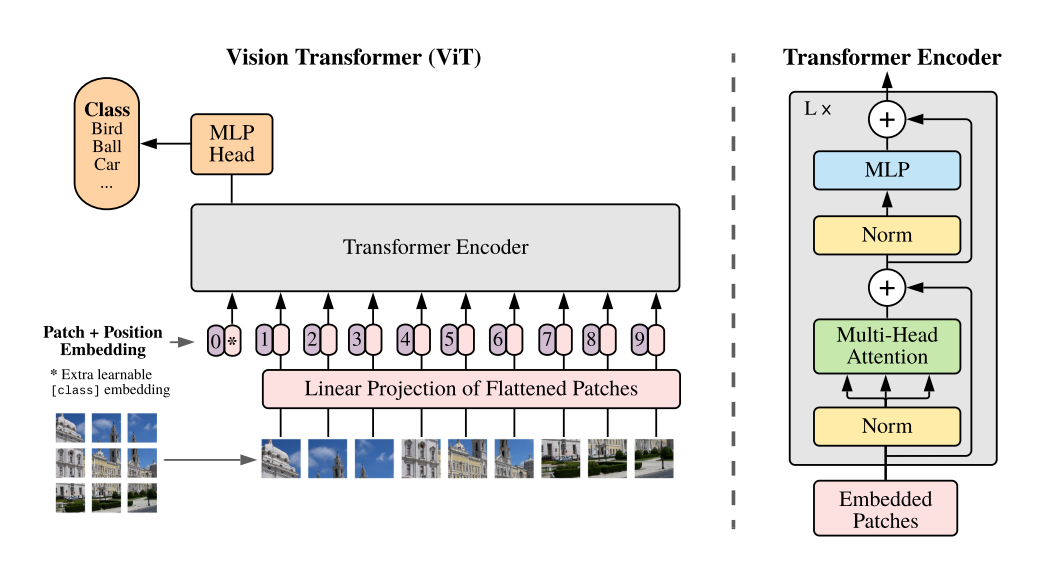 Vision Transformer (ViT)
Class
Bird
Ball
Car
...
MLP
Head
Transformer Encoder
Patch + Position
Embedding
0 * 1 2 3 4 5 6 7 8 9
* Extra learnable
[class] embedding
Linear Projection of Flattened Patches
Transformer Encoder
L x
+
MLP
Norm
+
Multi-Head
Attention
Norm
Embedded
Patches